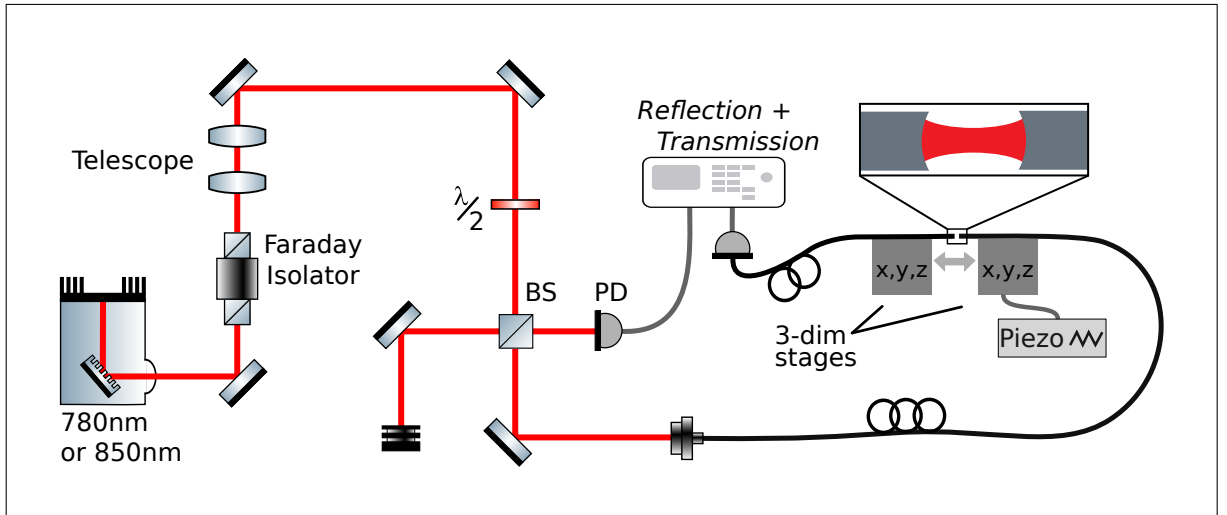 Reflection +
Transmission
Telescope
λ/2
Faraday
Isolator
x,y,z
x,y,z
BS
PD
3-dim
stages
Piezo
780nm
or 850nm